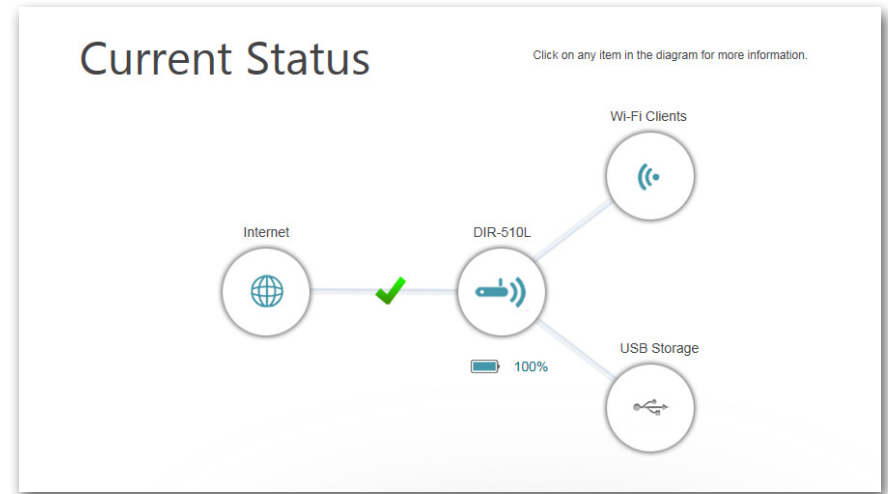 Current Status
Click on any item in the diagram for more information.
Wi-Fi Clients
Internet
DIR-510L
USB Storage
100%